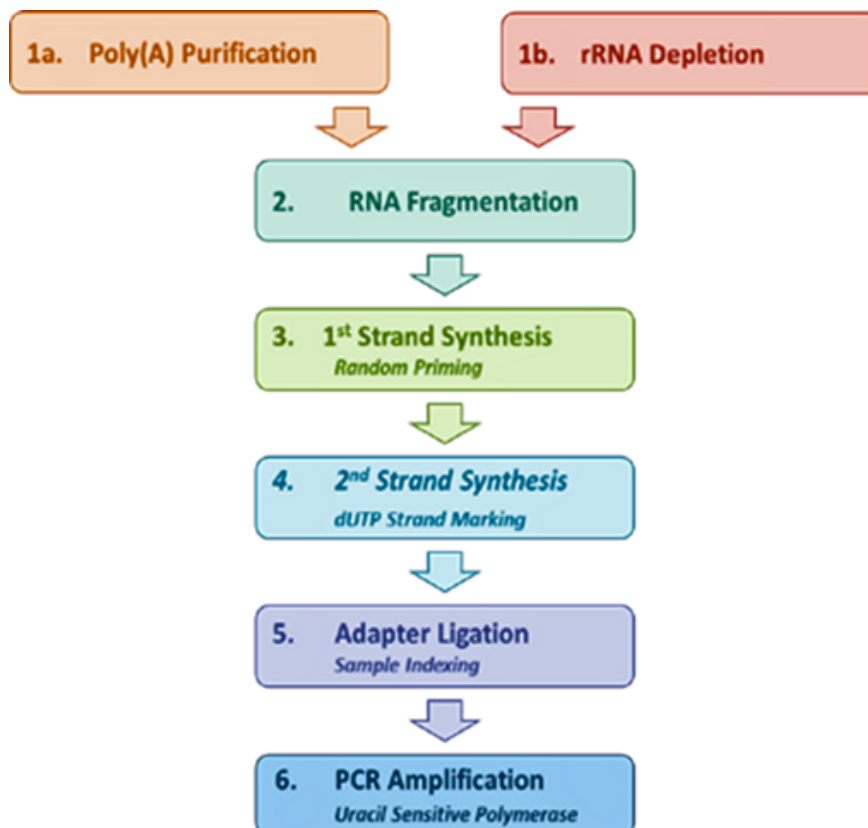 1a. Poly(A) Purification
1b. rRNA Depletion
2. RNA Fragmentation
3. 1st Strand Synthesis
Random Priming
4. 2nd Strand Synthesis
dUTP Strand Marking
5. Adapter Ligation
Sample Indexing
6. PCR Amplification
Uracil Sensitive Polymerase